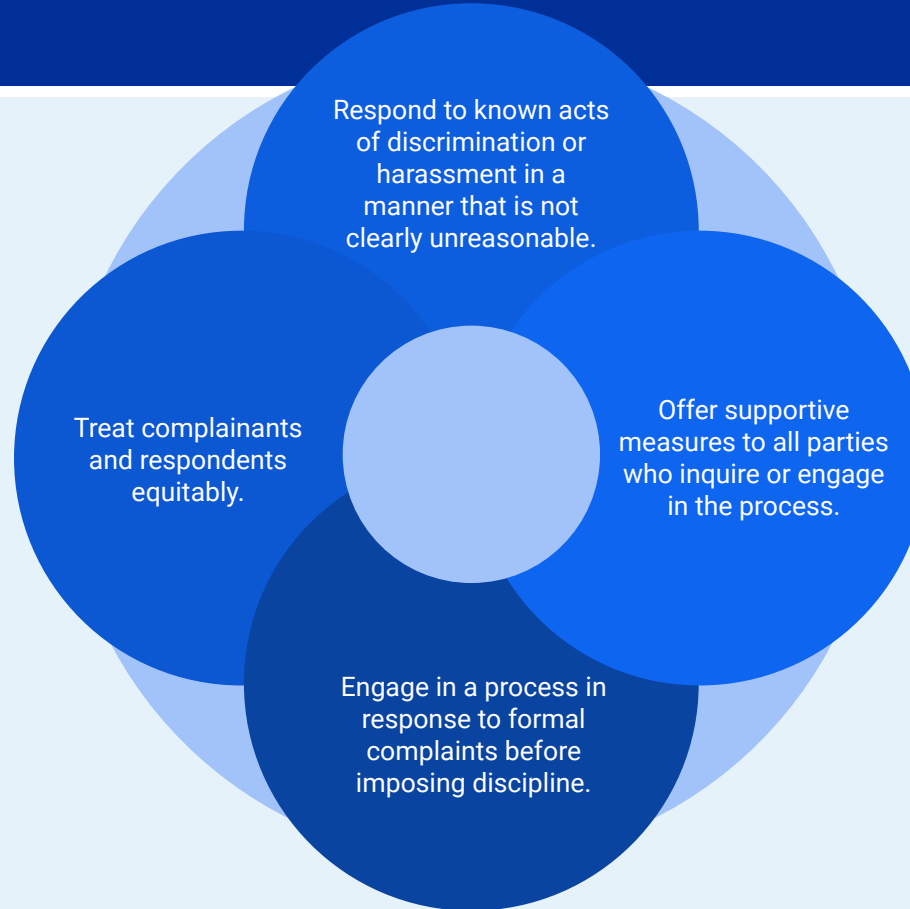 Respond to known acts
of discrimination or
harassment in a
manner that is not
clearly unreasonable.
Treat complainants
and respondents
equitably.
Offer supportive
measures to all parties
who inquire or engage
in the process.
Engage in a process in
response to formal
complaints before
imposing discipline.